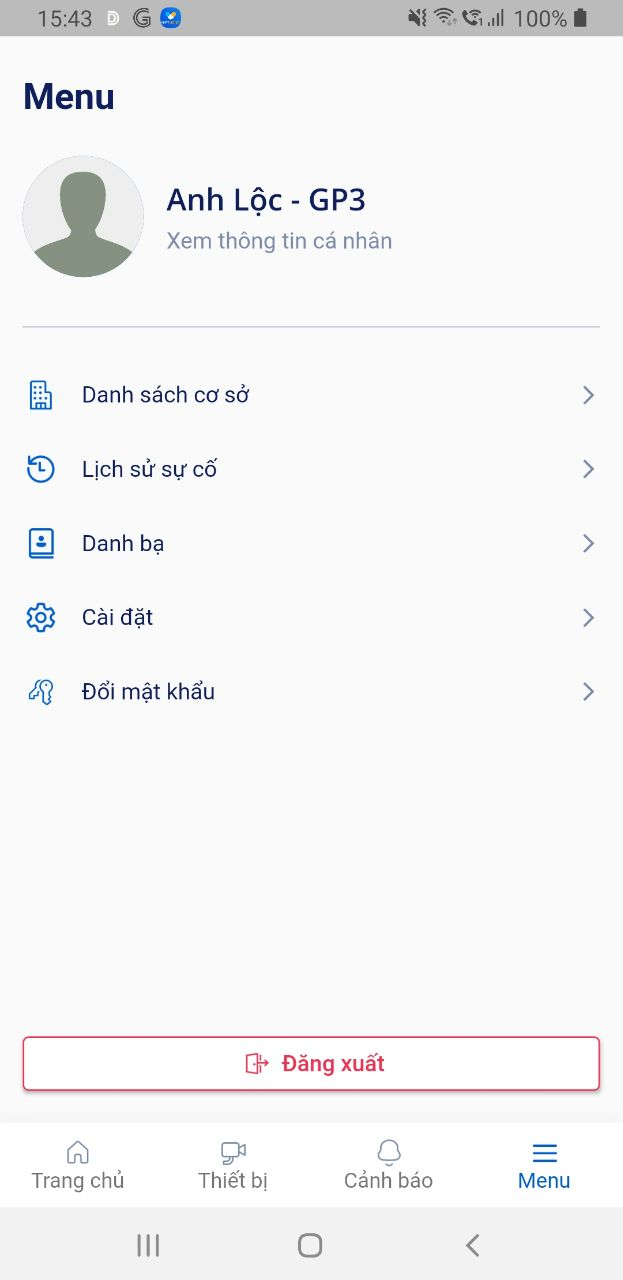 15:43
100%
Menu
Anh Lộc - GP3
Xem thông tin cá nhân
Danh sách cơ sở
Lịch sử sự cố
Danh bạ
Cài đặt
Đổi mật khẩu
Đăng xuất
Trang chủ
Thiết bị
Cảnh báo
Menu